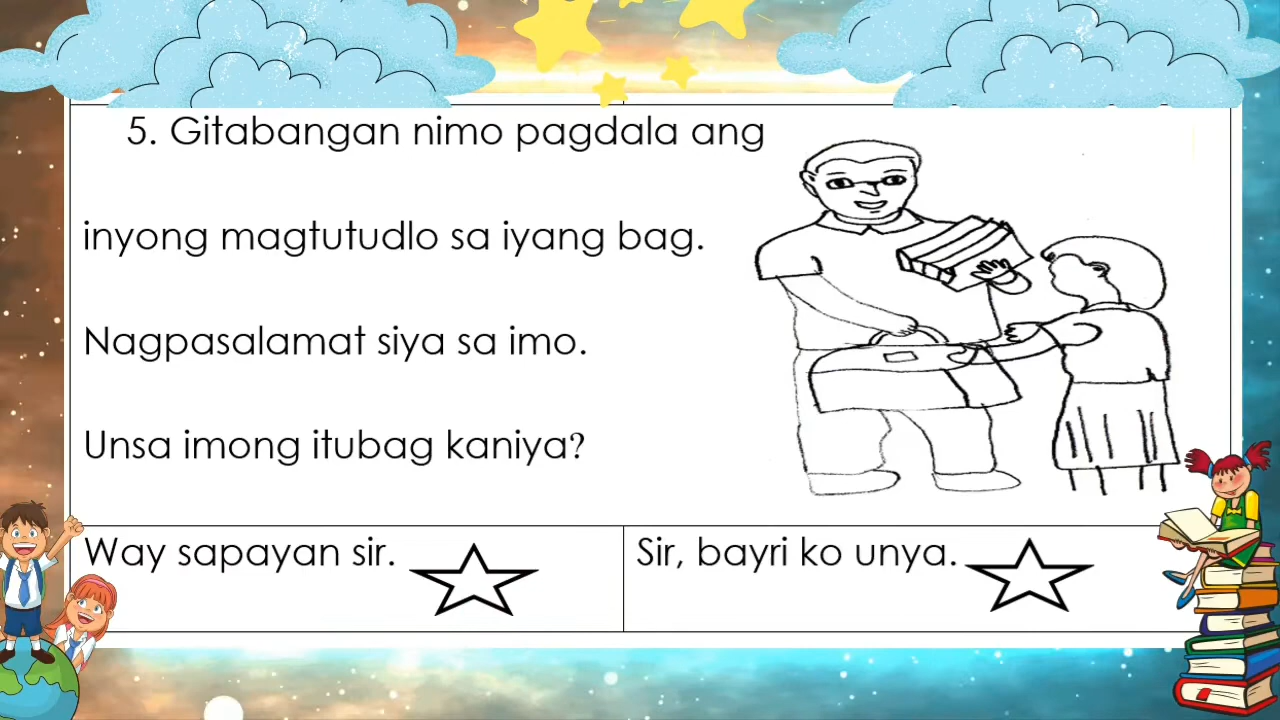 5. Gitabangan nimo pagdala ang
inyong magtutudlo sa iyang bag.
Nagpasalamat siya sa imo.
Unsa imong itubag kaniya?
Way sapayan sir.
Sir, bayri ko unya.